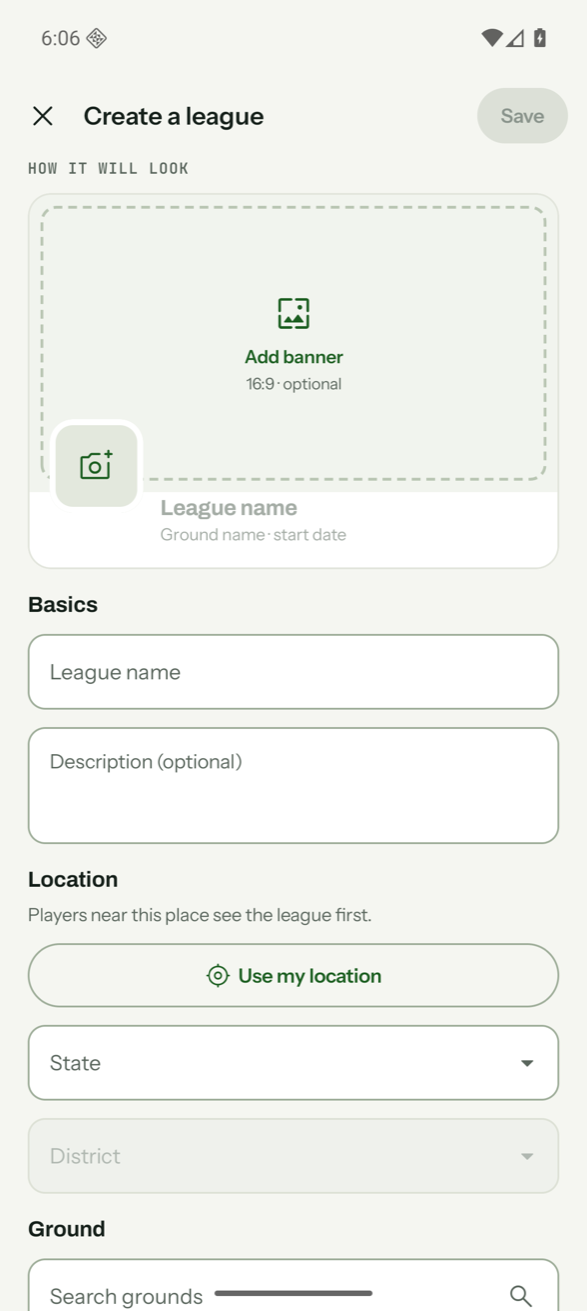 6:06
Create a league
Save
HOW IT WILL LOOK
Add banner
16:9 · optional
League name
Ground name · start date
Basics
League name
Description (optional)
Location
Players near this place see the league first.
Use my location
State
District
Ground
Search grounds